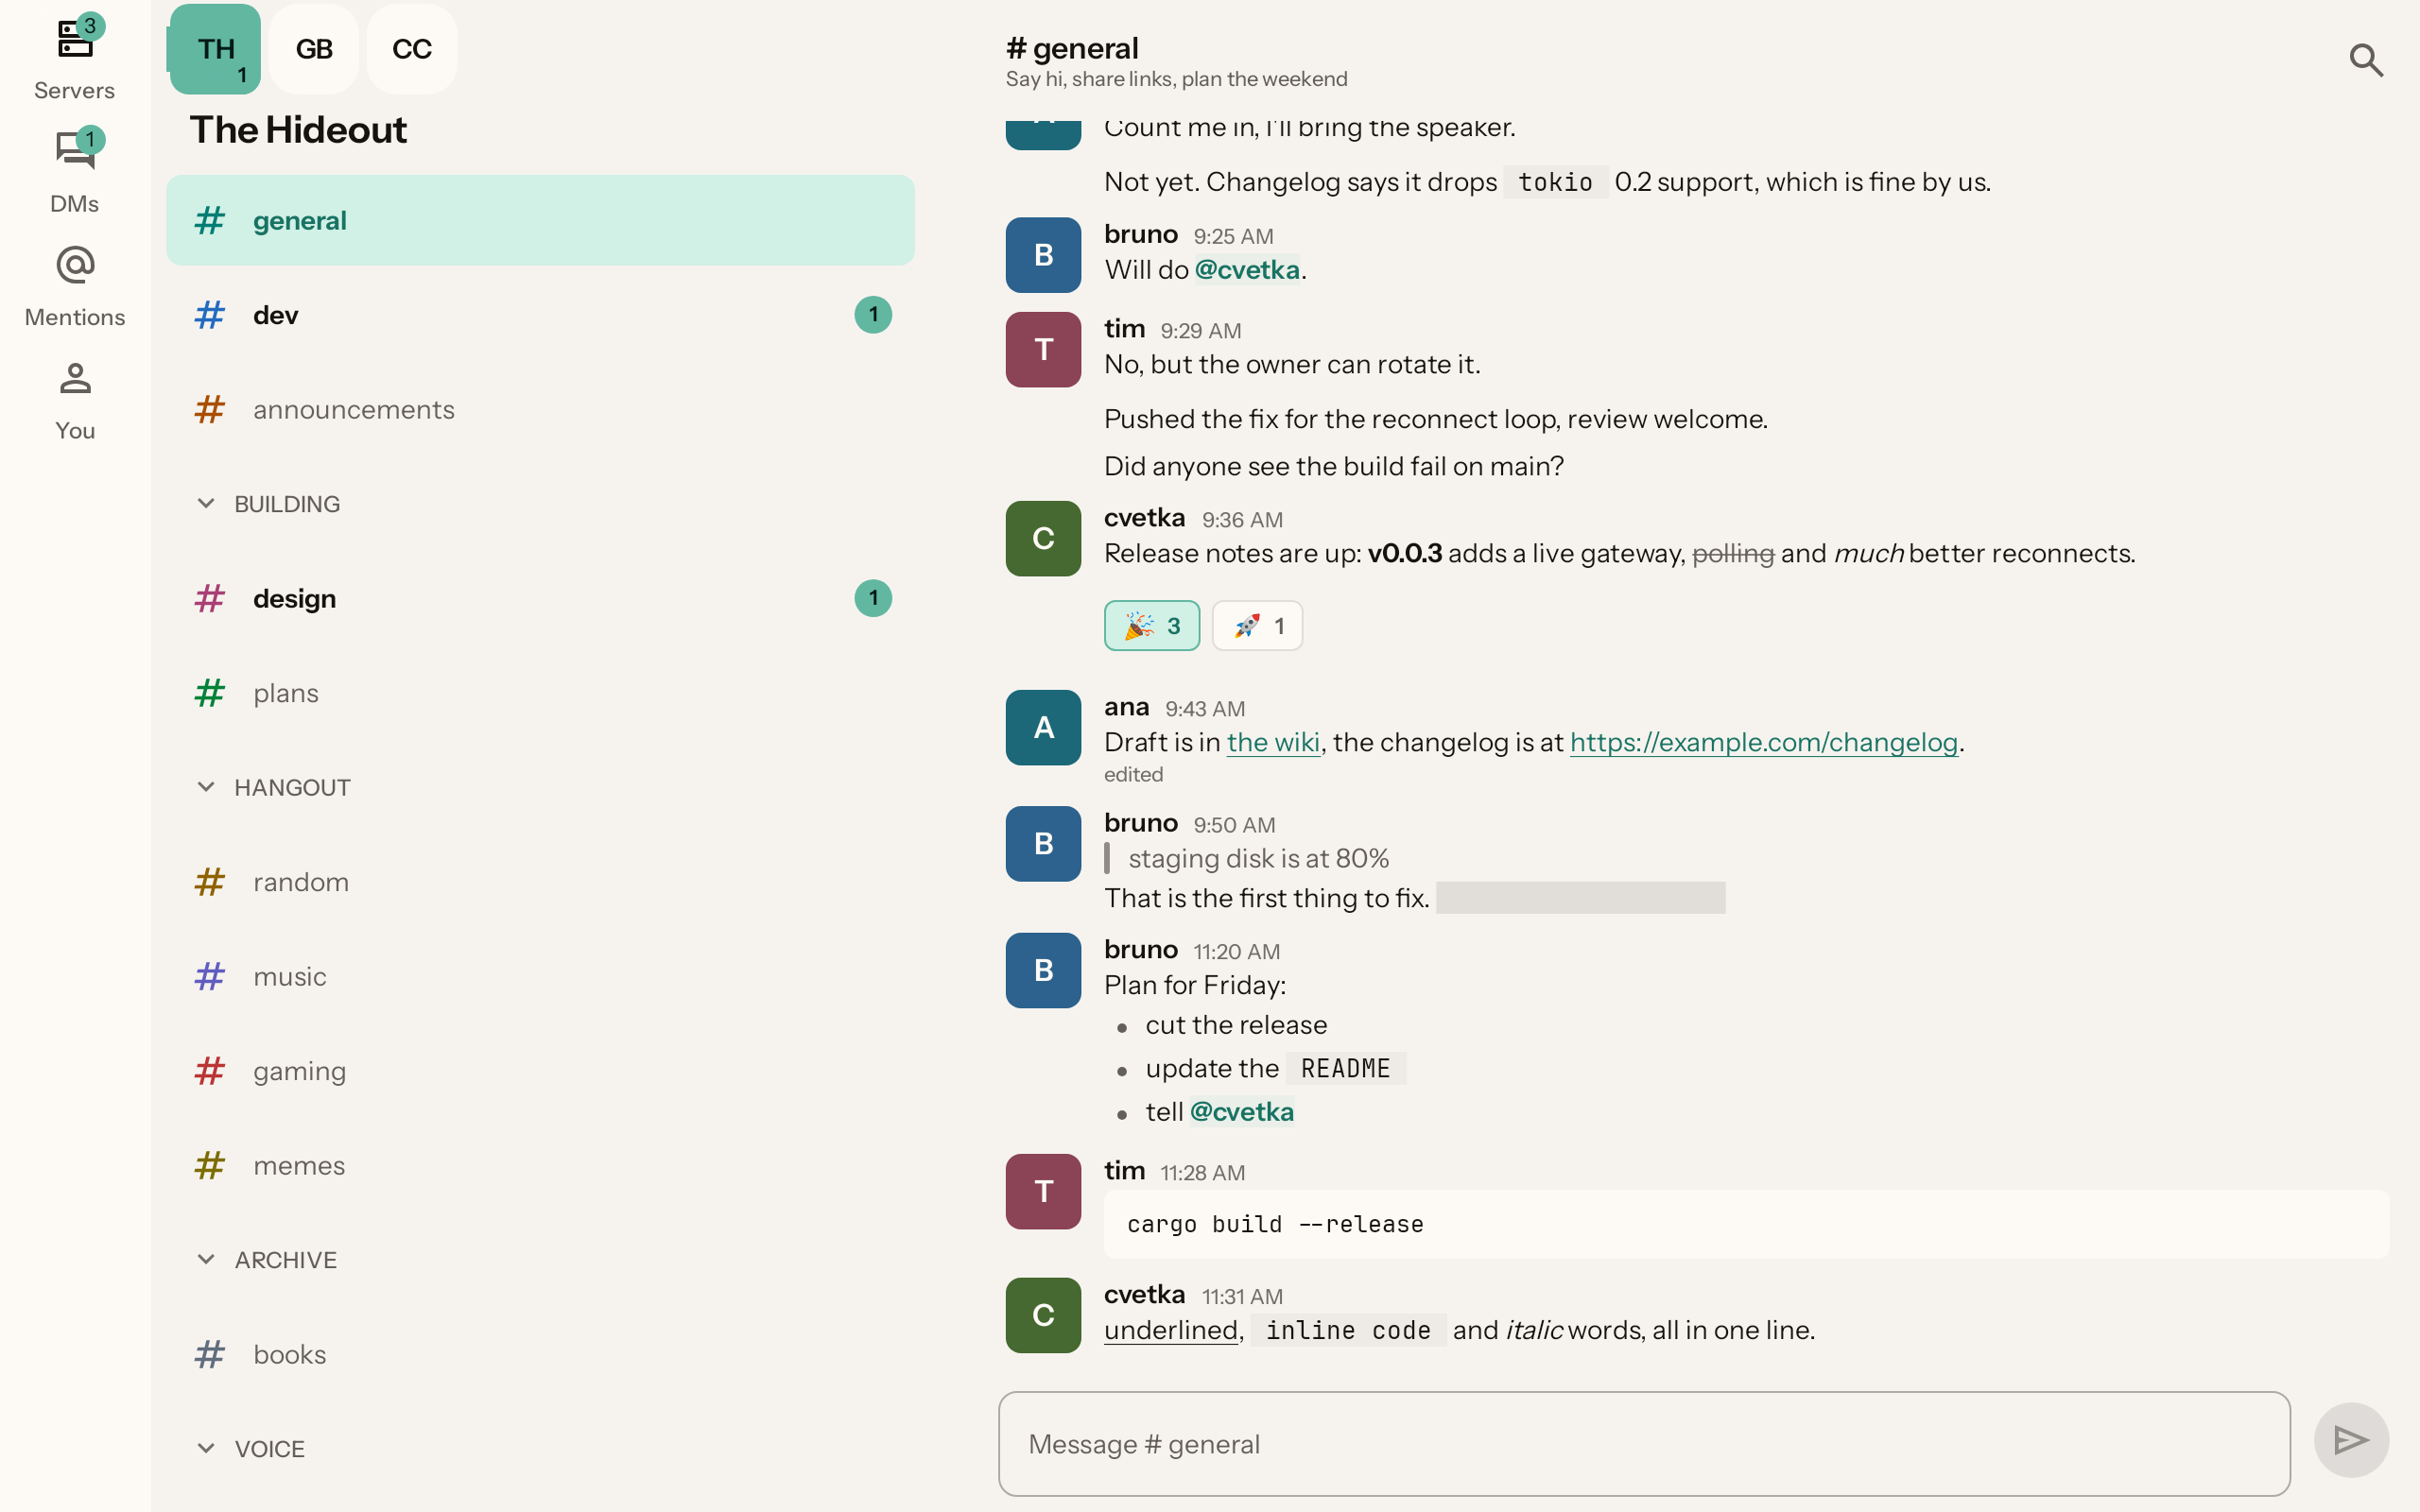 3
Servers
1
DMs
Mentions
You
TH
1
GB
CC
The Hideout
# general
# dev 1
# announcements
BUILDING
# design 1
# plans
HANGOUT
# random
# music
# gaming
# memes
ARCHIVE
# books
VOICE
# general
Say hi, share links, plan the weekend
Count me in, I'll bring the speaker.
Not yet. Changelog says it drops tokio 0.2 support, which is fine by us.
B
bruno 9:25 AM
Will do @cvetka.
T
tim 9:29 AM
No, but the owner can rotate it.
Pushed the fix for the reconnect loop, review welcome.
Did anyone see the build fail on main?
C
cvetka 9:36 AM
Release notes are up: v0.0.3 adds a live gateway, polling and much better reconnects.
🎉 3 🚀 1
A
ana 9:43 AM
Draft is in the wiki, the changelog is at https://example.com/changelog.
edited
B
bruno 9:50 AM
staging disk is at 80%
That is the first thing to fix.
B
bruno 11:20 AM
Plan for Friday:
• cut the release
• update the README
• tell @cvetka
T
tim 11:28 AM
cargo build --release
C
cvetka 11:31 AM
underlined, inline code and italic words, all in one line.
Message # general